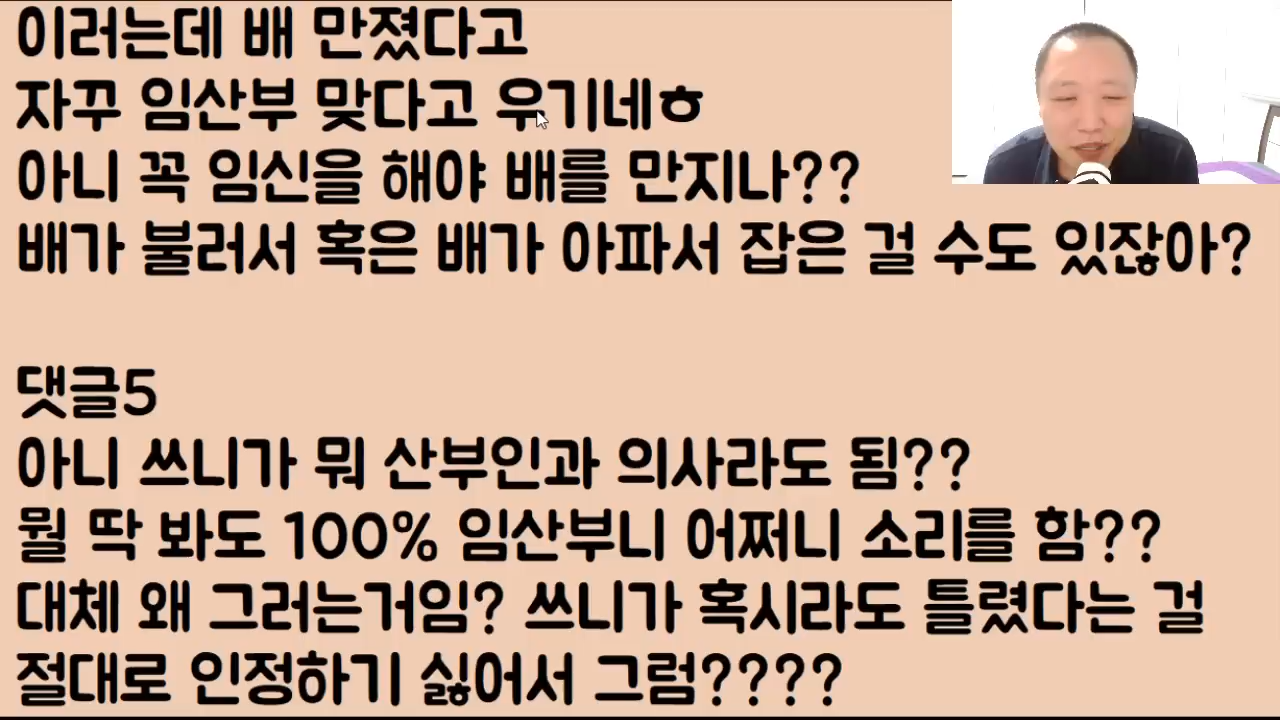 이러는데 배 만졌다고
자꾸 임산부 맞다고 우기네ㅎ
아니 꼭 임신을 해야 배를 만지나??
배가 불러서 혹은 배가 아파서 잡은 걸 수도 있잖아?
댓글5
아니 쓰니가 뭐 산부인과 의사라도 됨??
뭘 딱 봐도 100% 임산부니 어쩌니 소리를 함??
대체 왜 그러는거임? 쓰니가 혹시라도 틀렸다는 걸
절대로 인정하기 싫어서 그럼????